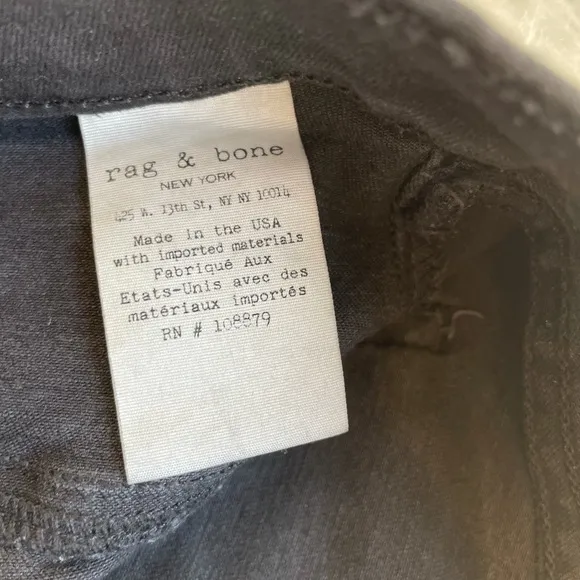 rag & bone
NEW YORK
425 W. 13th St, NY NY 10014
Made in the USA
with imported materials
Fabriqué Aux
Etats-Unis avec des
matériaux importés
RN # 108879